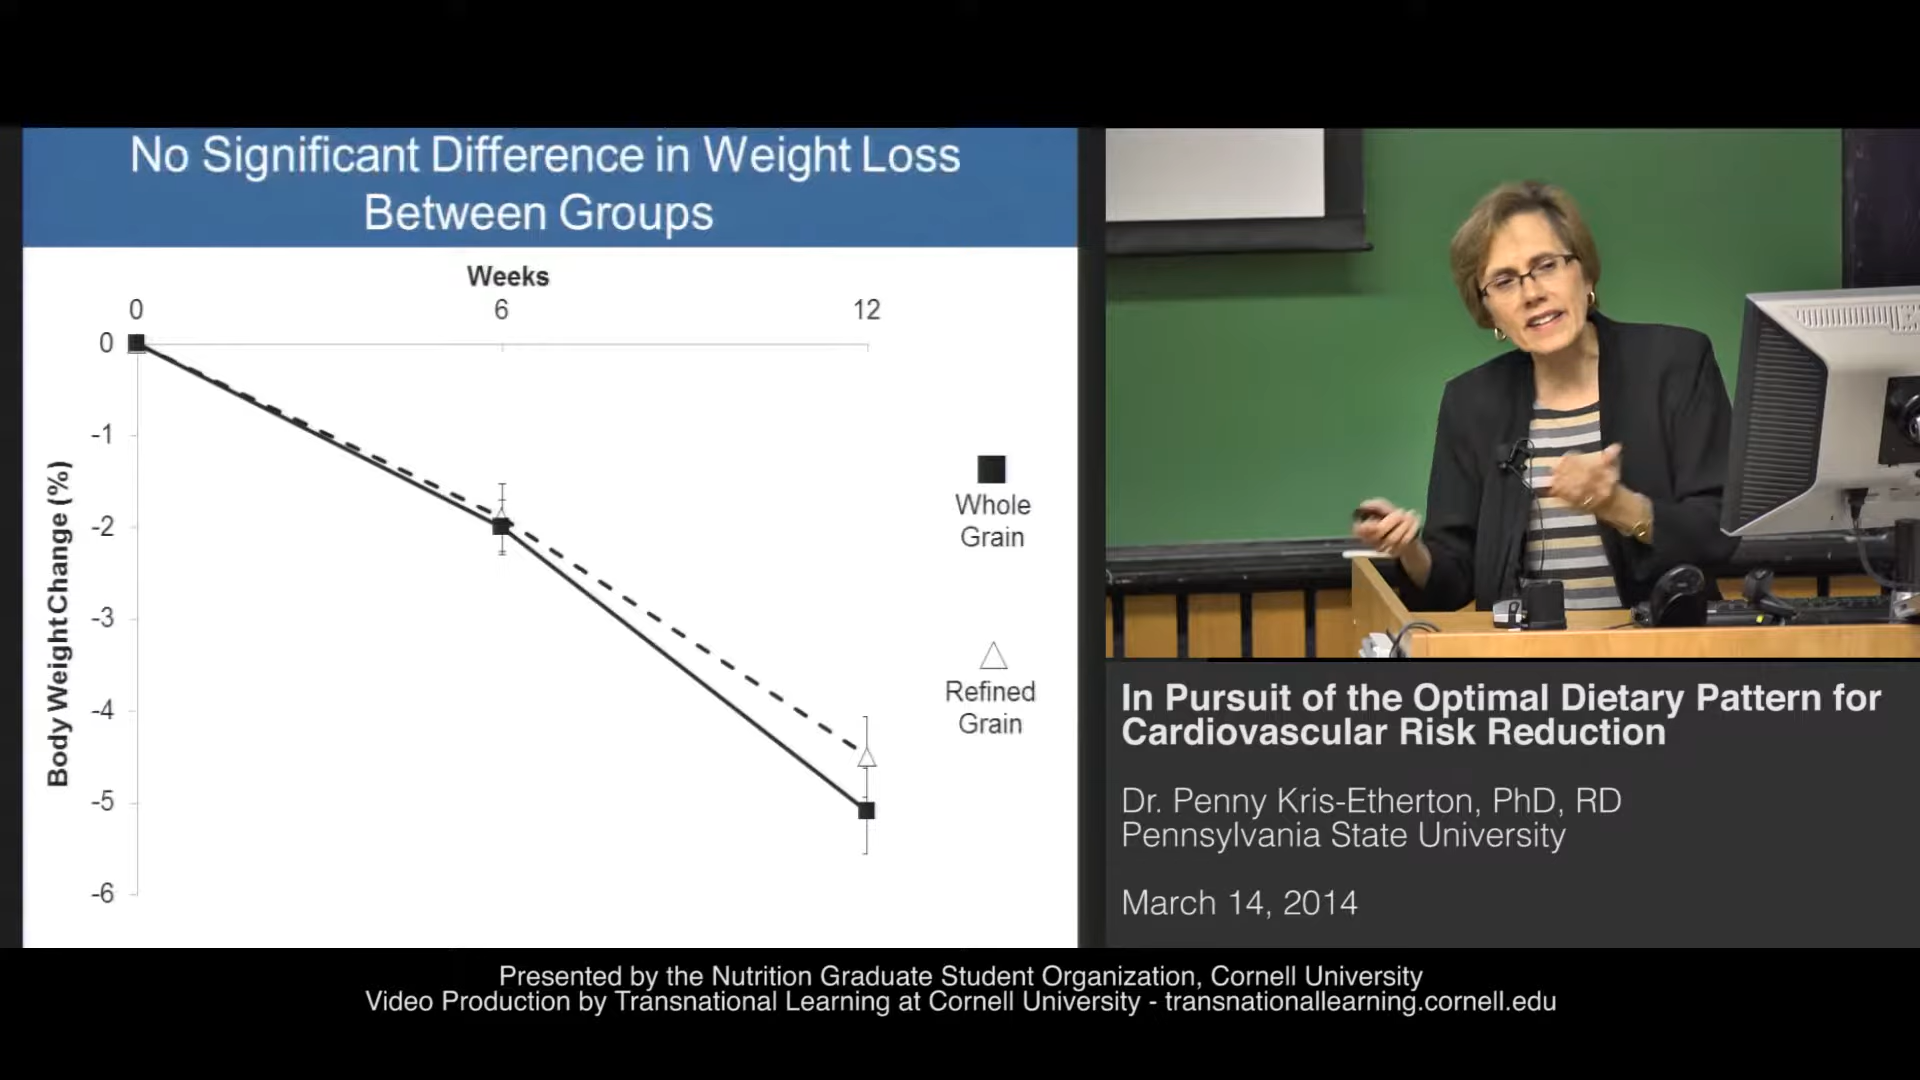 No Significant Difference in Weight Loss
Between Groups
Weeks
0
6
12
0
-1
-2
-3
-4
-5
-6
Body Weight Change (%)
Whole
Grain
Refined
Grain
In Pursuit of the Optimal Dietary Pattern for
Cardiovascular Risk Reduction
Dr. Penny Kris-Etherton, PhD, RD
Pennsylvania State University
March 14, 2014
Presented by the Nutrition Graduate Student Organization, Cornell University
Video Production by Transnational Learning at Cornell University - transnationallearning.cornell.edu